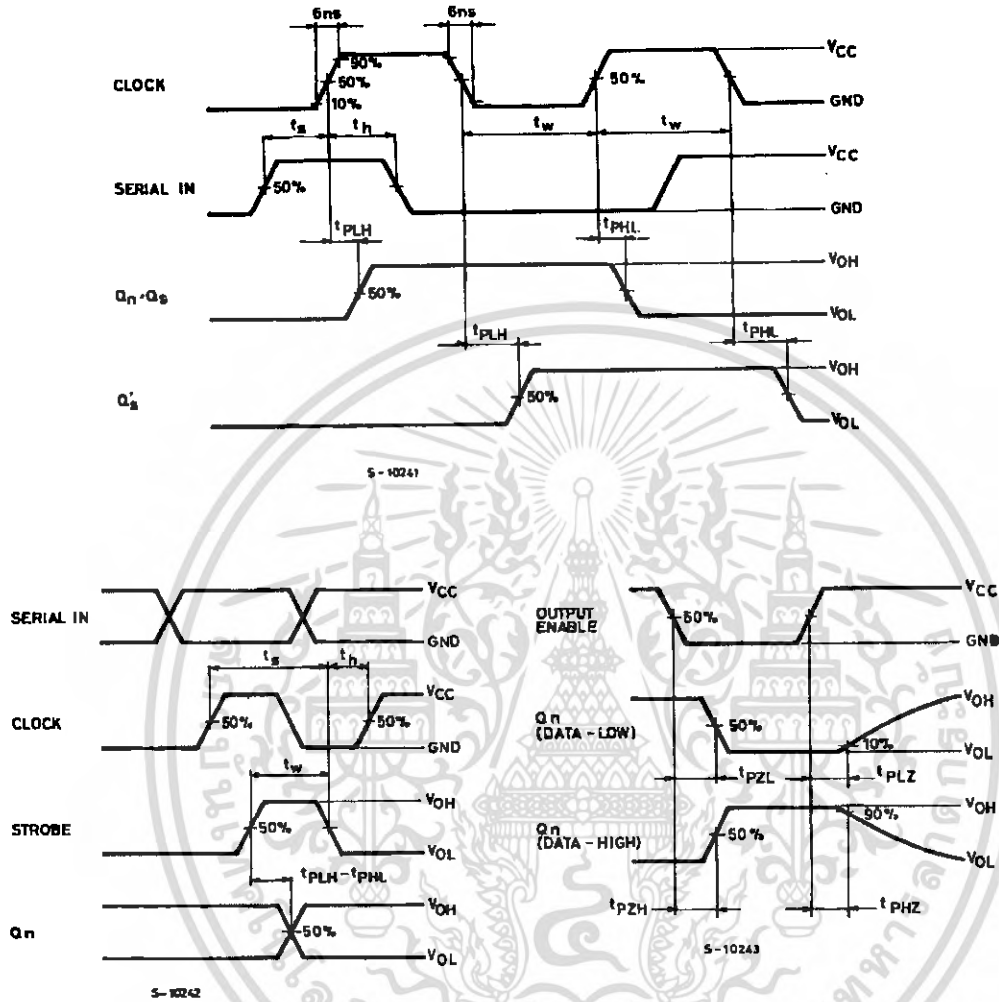 6ns 6ns
90% VCC
CLOCK 50% 50%
10% GND
ts th tw tw
VCC
SERIAL IN 50%
GND
tPLH tPHL
VOH
Qn,Qs 50%
VOL
tPLH tPHL
VOH
Q's 50%
VOL
S-10241
SERIAL IN VCC
GND
ts th
VCC
CLOCK 50% 50%
GND
tw
VOH
STROBE 50%
VOL
tPLH-tPHL
VOH
Qn 50%
VOL
S-10242
VCC
OUTPUT
ENABLE 50%
GND
VOH
Qn
(DATA-LOW) 50% 10%
VOL
tPZL tPLZ
VOH
Qn
(DATA-HIGH) 50% 90%
VOL
tPZH tPHZ
S-10243